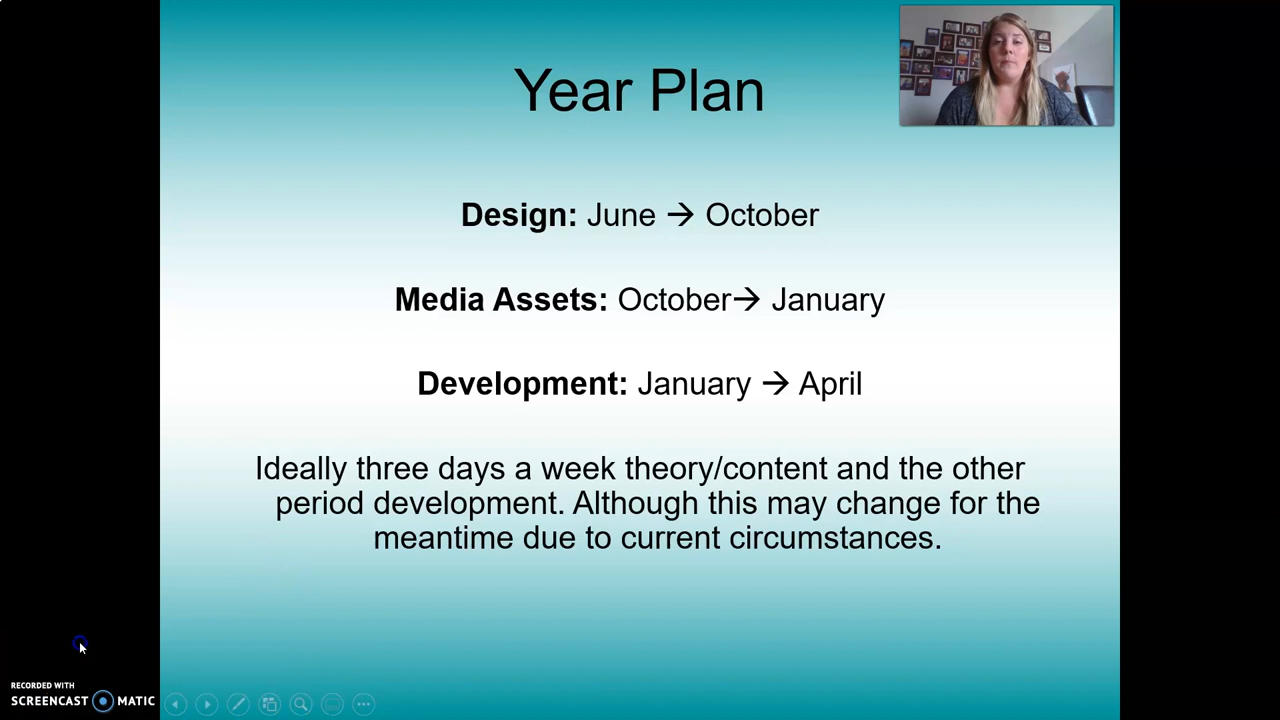 Year Plan
Design: June → October
Media Assets: October→ January
Development: January → April
Ideally three days a week theory/content and the other
period development. Although this may change for the
meantime due to current circumstances.
RECORDED WITH
SCREENCAST MATIC